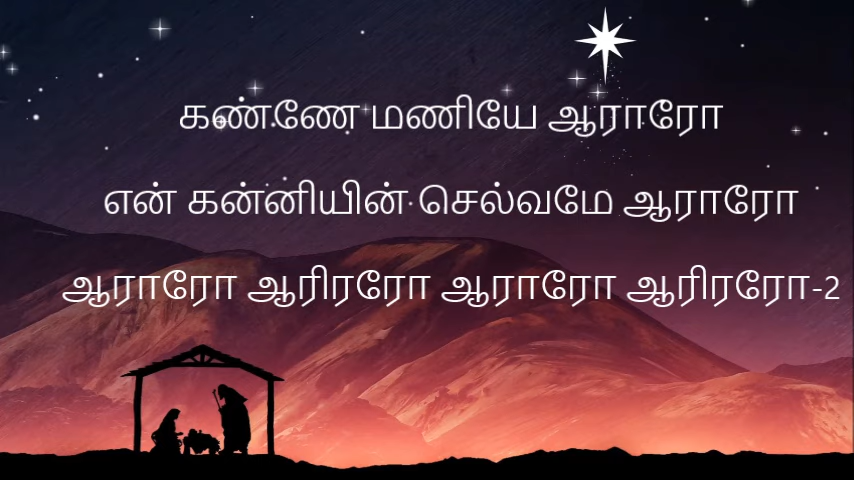 கண்ணே மணியே ஆராரோ
என் கன்னியின் செல்வமே ஆராரோ
ஆராரோ ஆரிரரோ ஆராரோ ஆரிரரோ-2